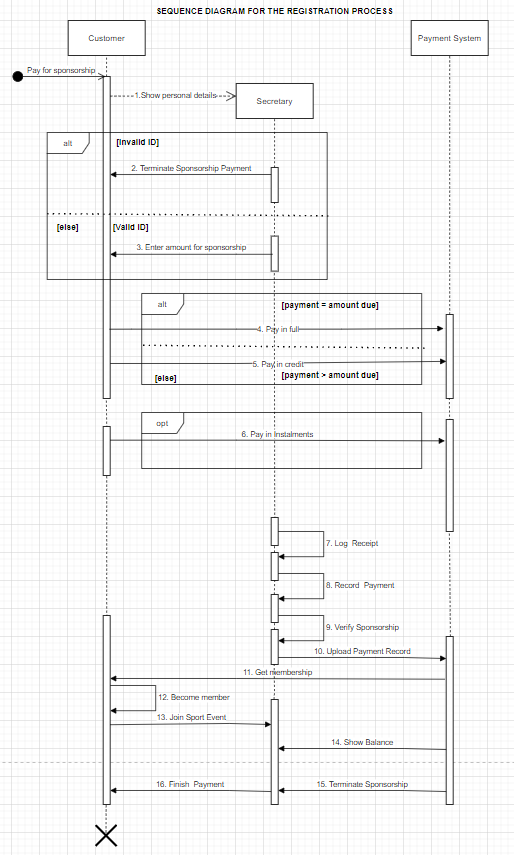 SEQUENCE DIAGRAM FOR THE REGISTRATION PROCESS
Customer
Payment System
Pay for sponsorship
1.Show personal details
Secretary
alt
[Invalid ID]
2. Terminate Sponsorship Payment
[else]
[Valid ID]
3. Enter amount for sponsorship
alt
[payment = amount due]
4. Pay in full
5. Pay in credit
[else]
[payment > amount due]
opt
6. Pay in Instalments
7. Log Receipt
8. Record Payment
9. Verify Sponsorship
10. Upload Payment Record
11. Get membership
12. Become member
13. Join Sport Event
14. Show Balance
16. Finish Payment
15. Terminate Sponsorship